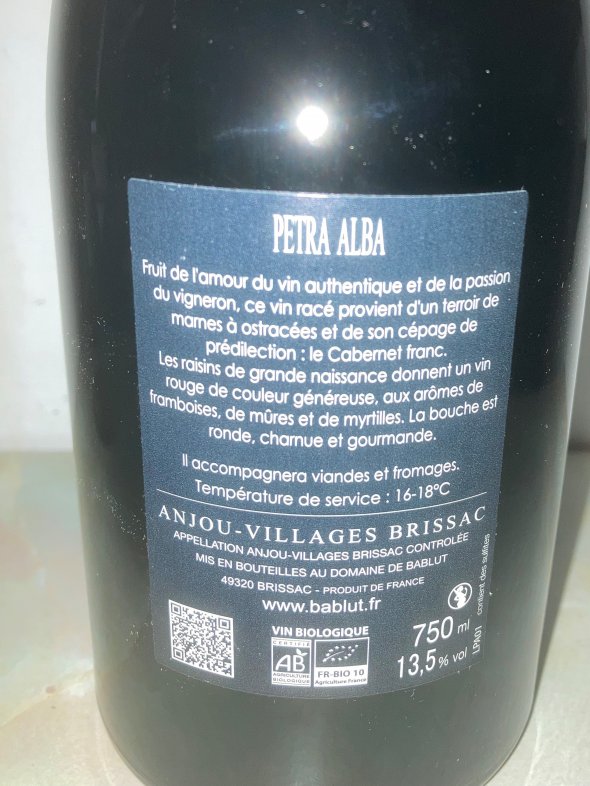 PETRA ALBA
Fruit de l'amour du vin authentique et de la passion
du vigneron, ce vin racé provient d'un terroir de
marnes à ostracées et de son cépage de
prédilection : le Cabernet franc.
Les raisins de grande naissance donnent un vin
rouge de couleur généreuse, aux arômes de
framboises, de mûres et de myrtilles. La bouche est
ronde, charnue et gourmande.
Il accompagnera viandes et fromages.
Température de service : 16-18°C
ANJOU-VILLAGES BRISSAC
APPELLATION ANJOU-VILLAGES BRISSAC CONTRÔLÉE
MIS EN BOUTEILLES AU DOMAINE DE BABLUT
49320 BRISSAC - PRODUIT DE FRANCE
www.bablut.fr
VIN BIOLOGIQUE
CERTIFIÉ
AB
AGRICULTURE
BIOLOGIQUE
FR-BIO 10
Agriculture France
750 ml
13,5% vol
contient des sulfites